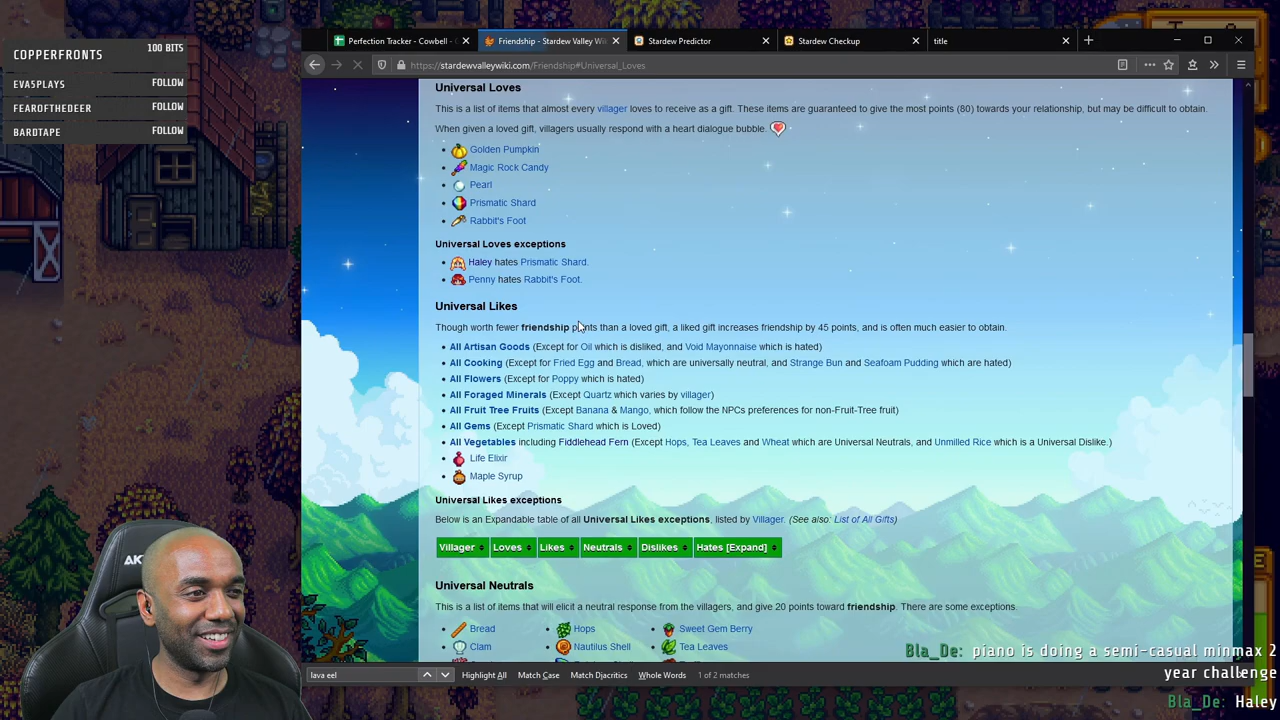 COPPERFRONTS 100 BITS
EVASPLAYS FOLLOW
FEAROFTHEDEER FOLLOW
BARDTAPE FOLLOW
Perfection Tracker - Cowbell - C
Friendship - Stardew Valley Wi
Stardew Predictor
Stardew Checkup
title
https://stardewvalleywiki.com/Friendship#Universal_Loves
Universal Loves
This is a list of items that almost every villager loves to receive as a gift. These items are guaranteed to give the most points (80) towards your relationship, but may be difficult to obtain.
When given a loved gift, villagers usually respond with a heart dialogue bubble.
Golden Pumpkin
Magic Rock Candy
Pearl
Prismatic Shard
Rabbit's Foot
Universal Loves exceptions
Haley hates Prismatic Shard.
Penny hates Rabbit's Foot.
Universal Likes
Though worth fewer friendship points than a loved gift, a liked gift increases friendship by 45 points, and is often much easier to obtain.
All Artisan Goods (Except for Oil which is disliked, and Void Mayonnaise which is hated)
All Cooking (Except for Fried Egg and Bread, which are universally neutral, and Strange Bun and Seafoam Pudding which are hated)
All Flowers (Except for Poppy which is hated)
All Foraged Minerals (Except Quartz which varies by villager)
All Fruit Tree Fruits (Except Banana & Mango, which follow the NPCs preferences for non-Fruit-Tree fruit)
All Gems (Except Prismatic Shard which is Loved)
All Vegetables including Fiddlehead Fern (Except Hops, Tea Leaves and Wheat which are Universal Neutrals, and Unmilled Rice which is a Universal Dislike.)
Life Elixir
Maple Syrup
Universal Likes exceptions
Below is an Expandable table of all Universal Likes exceptions, listed by Villager. (See also: List of All Gifts)
Villager Loves Likes Neutrals Dislikes Hates [Expand]
Universal Neutrals
This is a list of items that will elicit a neutral response from the villagers, and give 20 points toward friendship. There are some exceptions.
Bread Hops Sweet Gem Berry
Clam Nautilus Shell Tea Leaves
AK
Bla_De: piano is doing a semi-casual minmax 2
year challenge
Bla_De: Haley
lava eel Highlight All Match Case Match Diacritics Whole Words 1 of 2 matches